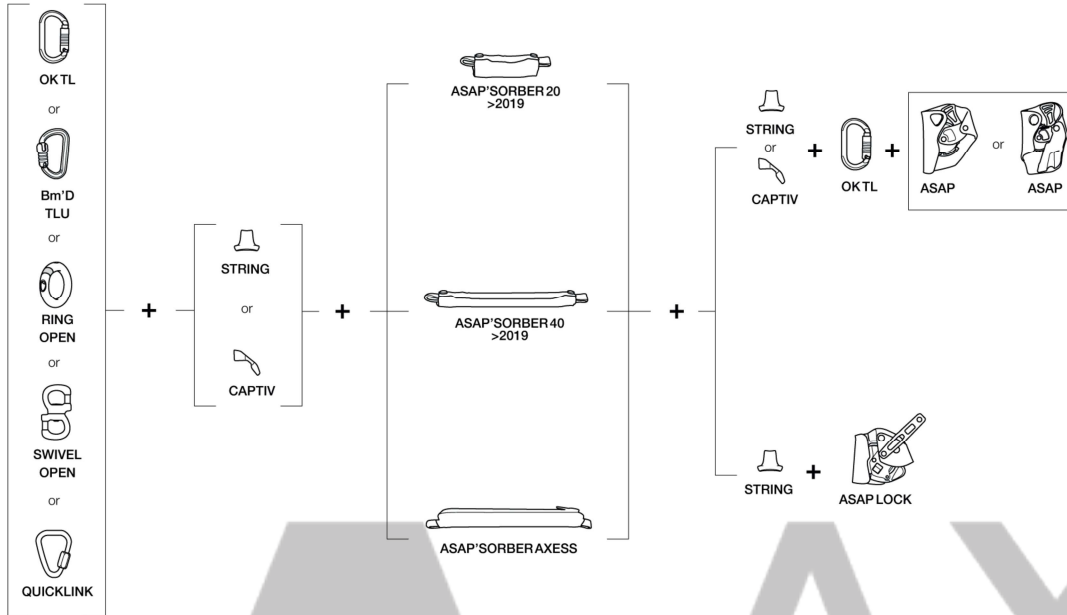 OK TL
or
Bm'D
TLU
or
RING
OPEN
or
SWIVEL
OPEN
or
QUICKLINK
+
STRING
or
CAPTIV
+
ASAP'SORBER 20
>2019
ASAP'SORBER 40
>2019
ASAP'SORBER AXESS
+
STRING
or
CAPTIV
+
OK TL
+
ASAP
or
ASAP
STRING
+
ASAP LOCK